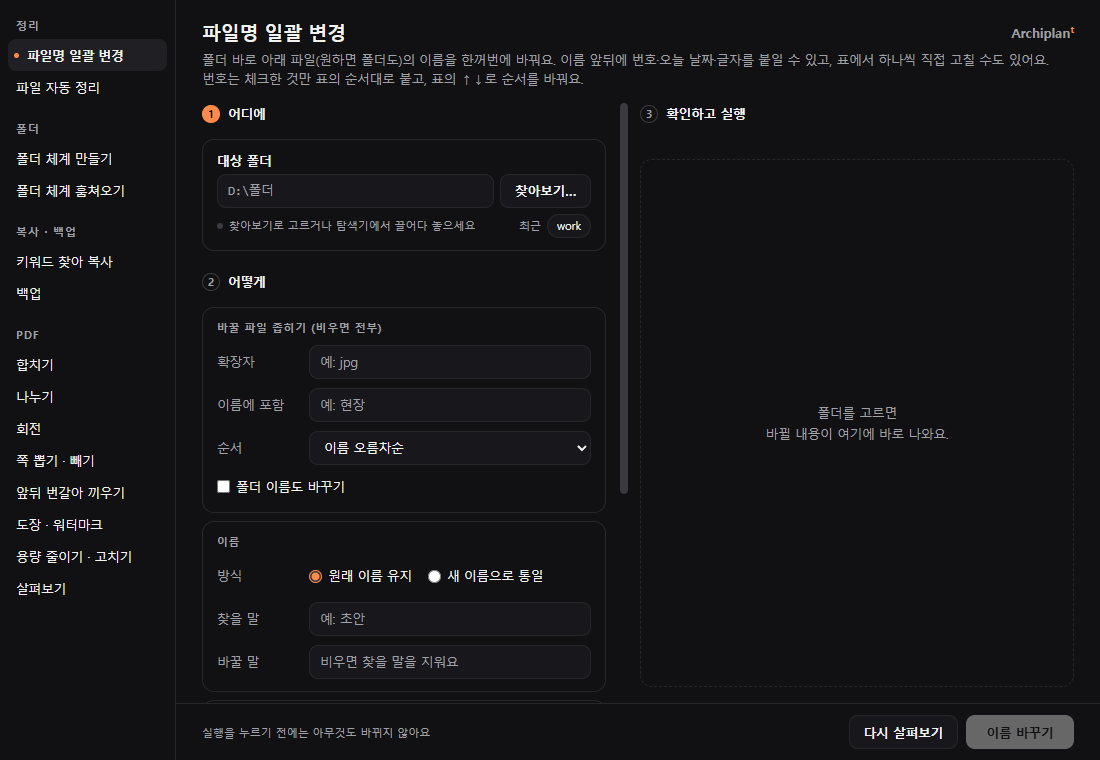 정리
파일명 일괄 변경
파일 자동 정리
폴더
폴더 체계 만들기
폴더 체계 훔쳐오기
복사 · 백업
키워드 찾아 복사
백업
PDF
합치기
나누기
회전
쪽 뽑기 · 빼기
앞뒤 번갈아 끼우기
도장 · 워터마크
용량 줄이기 · 고치기
살펴보기
파일명 일괄 변경
Archiplan^t
폴더 바로 아래 파일(원하면 폴더도)의 이름을 한꺼번에 바꿔요. 이름 앞뒤에 번호·오늘 날짜·글자를 붙일 수 있고, 표에서 하나씩 직접 고칠 수도 있어요.
번호는 체크한 것만 표의 순서대로 붙고, 표의 ↑↓로 순서를 바꿔요.
1 어디에
대상 폴더
D:\폴더
찾아보기...
찾아보기로 고르거나 탐색기에서 끌어다 놓으세요
최근 work
2 어떻게
바꿀 파일 좁히기 (비우면 전부)
확장자
예: jpg
이름에 포함
예: 현장
순서
이름 오름차순
폴더 이름도 바꾸기
이름
방식
원래 이름 유지
새 이름으로 통일
찾을 말
예: 초안
바꿀 말
비우면 찾을 말을 지워요
3 확인하고 실행
폴더를 고르면
바뀔 내용이 여기에 바로 나와요.
실행을 누르기 전에는 아무것도 바뀌지 않아요
다시 살펴보기
이름 바꾸기